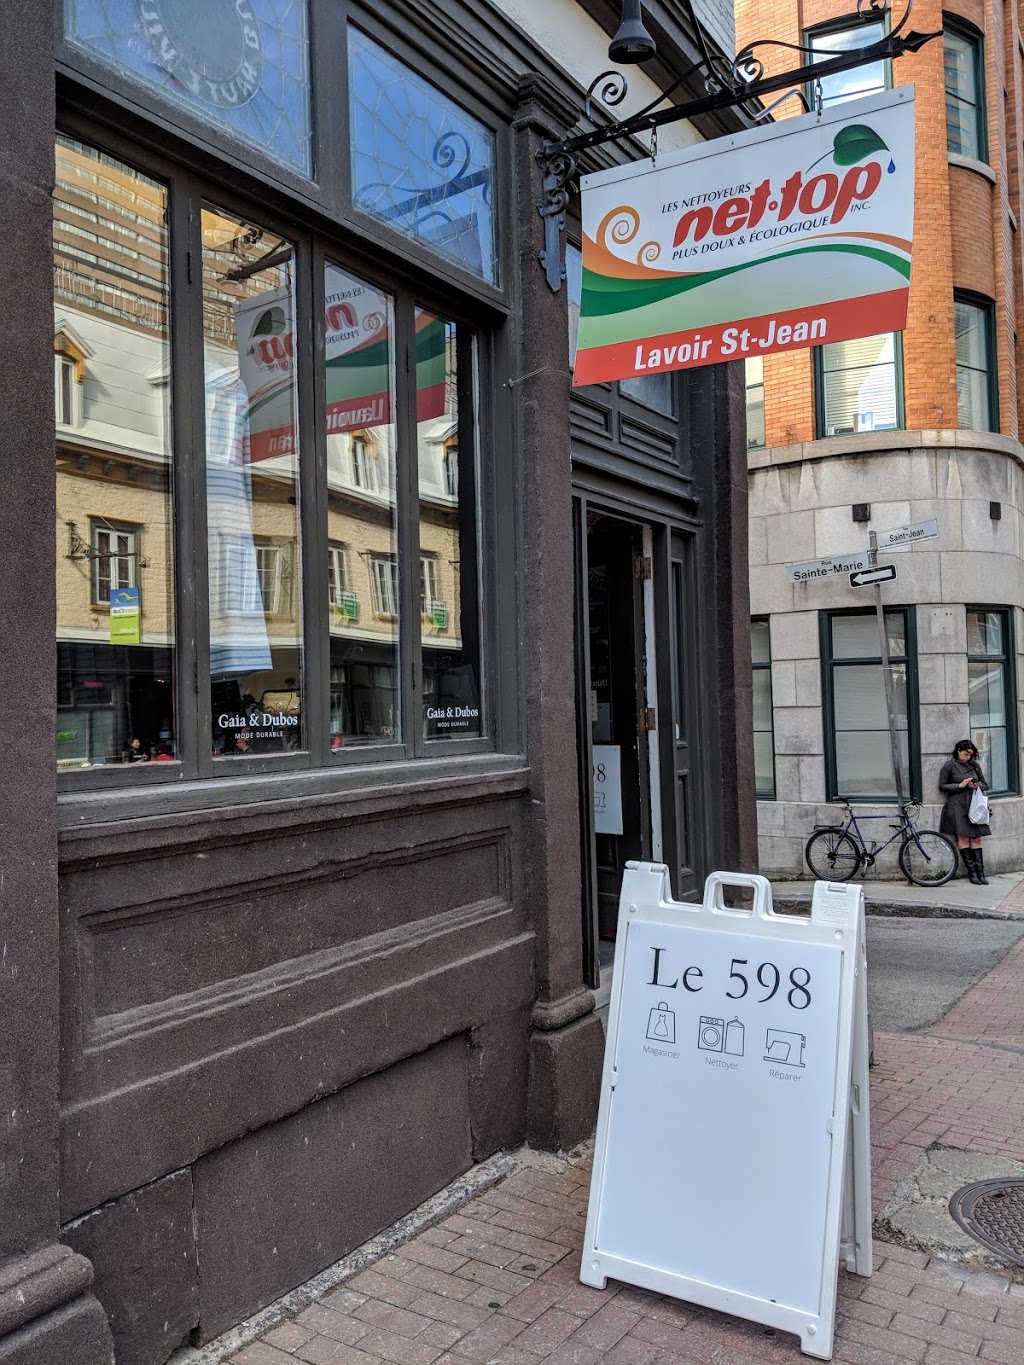 LES NETTOYEURS
net·top
INC.
PLUS DOUX & ÉCOLOGIQUE
Lavoir St-Jean
Rue
Saint-Jean
Rue
Sainte-Marie
Gaia & Dubos
MODE DURABLE
Gaia & Dubos
MODE DURABLE
Le 598
Magasiner
Nettoyer
Réparer